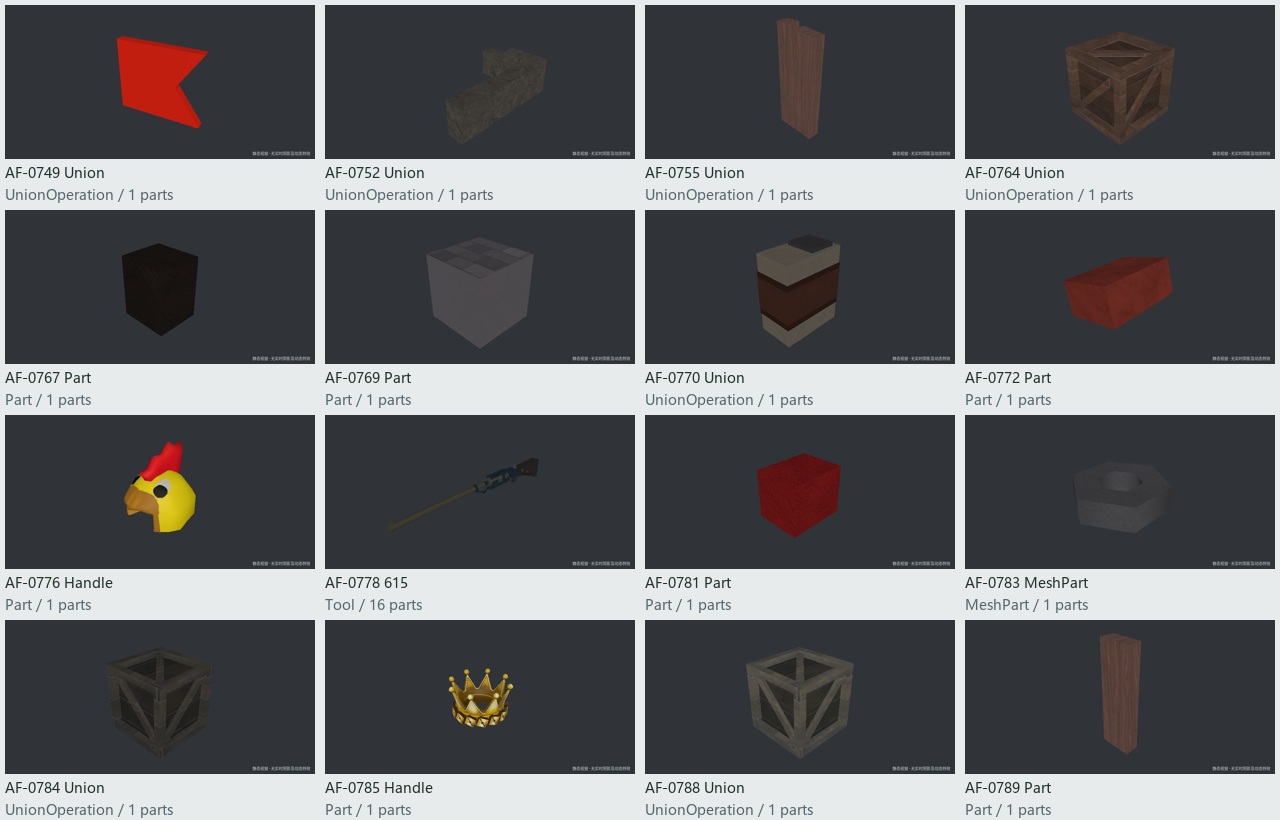 AF-0749 Union
UnionOperation / 1 parts
AF-0752 Union
UnionOperation / 1 parts
AF-0755 Union
UnionOperation / 1 parts
AF-0764 Union
UnionOperation / 1 parts
AF-0767 Part
Part / 1 parts
AF-0769 Part
Part / 1 parts
AF-0770 Union
UnionOperation / 1 parts
AF-0772 Part
Part / 1 parts
AF-0776 Handle
Part / 1 parts
AF-0778 615
Tool / 16 parts
AF-0781 Part
Part / 1 parts
AF-0783 MeshPart
MeshPart / 1 parts
AF-0784 Union
UnionOperation / 1 parts
AF-0785 Handle
Part / 1 parts
AF-0788 Union
UnionOperation / 1 parts
AF-0789 Part
Part / 1 parts